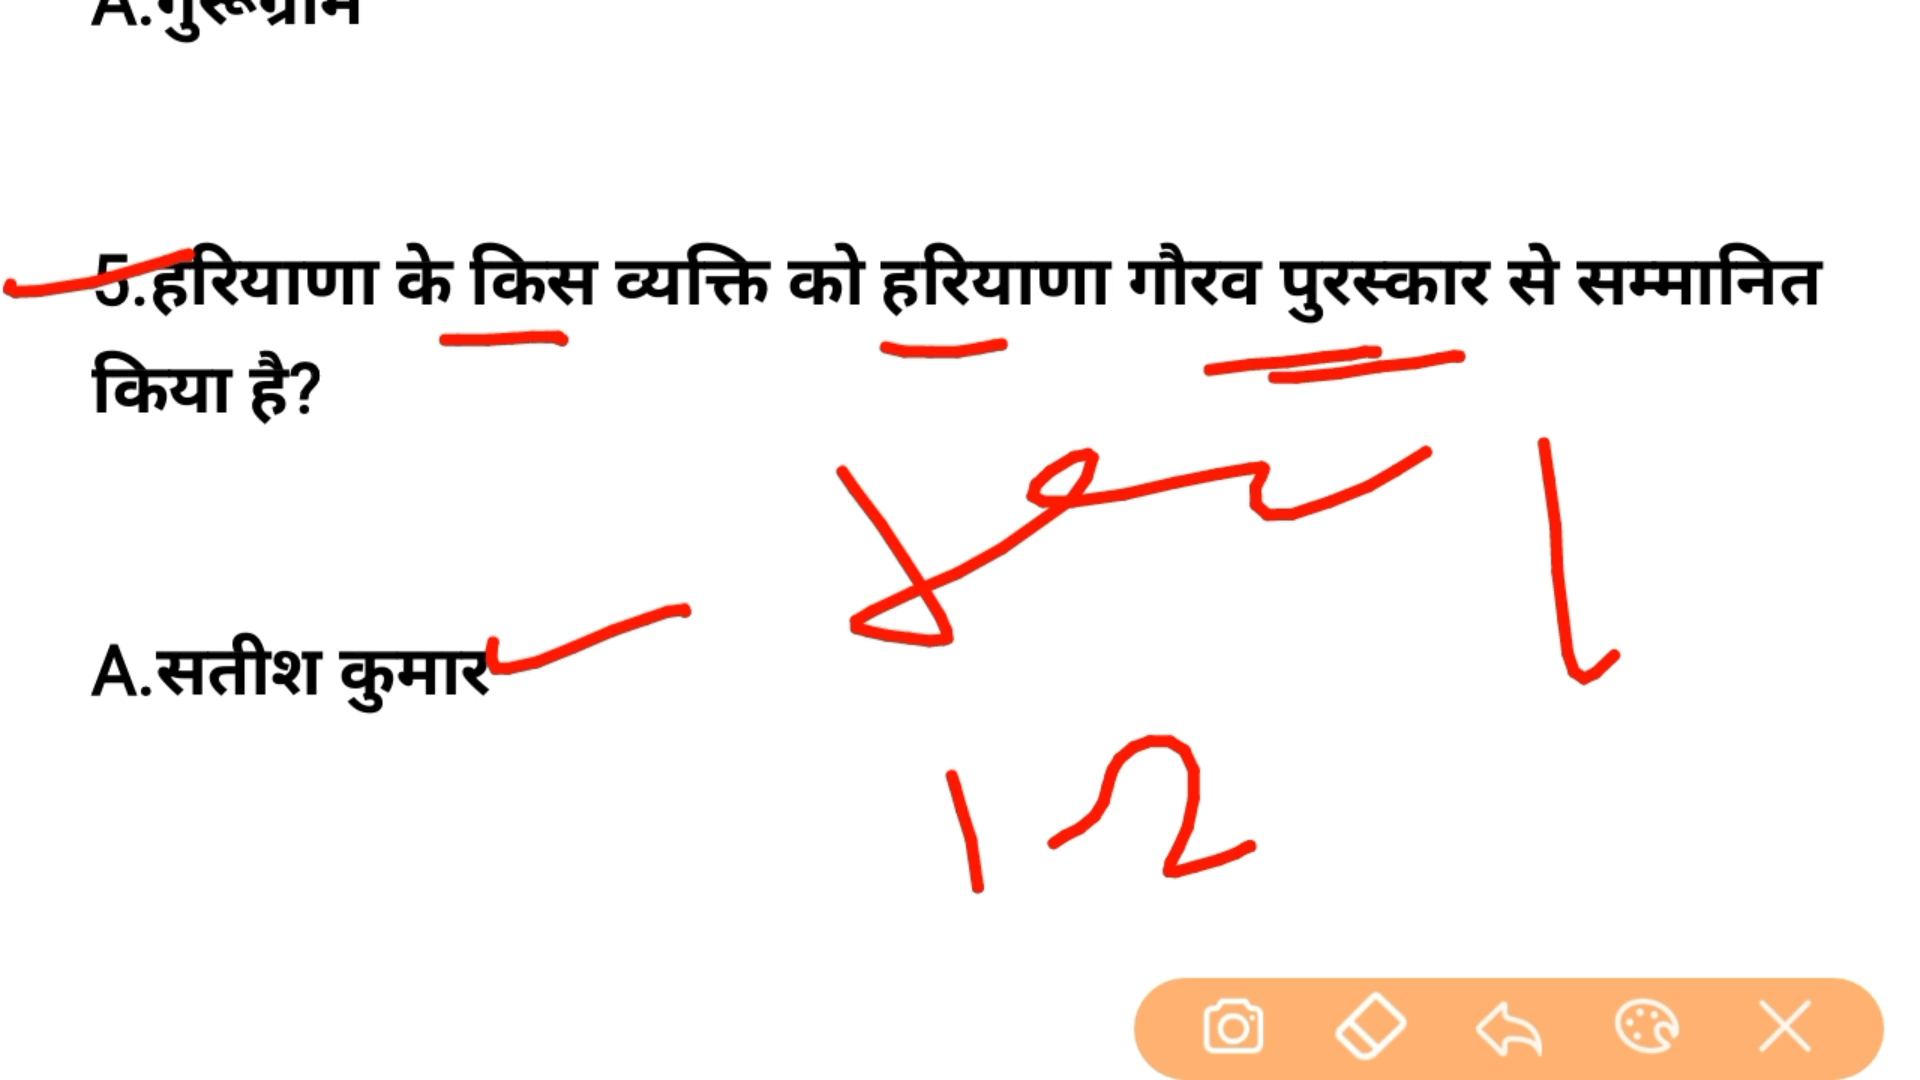 A.गुरूग्राम
5.हरियाणा के किस व्यक्ति को हरियाणा गौरव पुरस्कार से सम्मानित
किया है?
A.सतीश कुमार
12